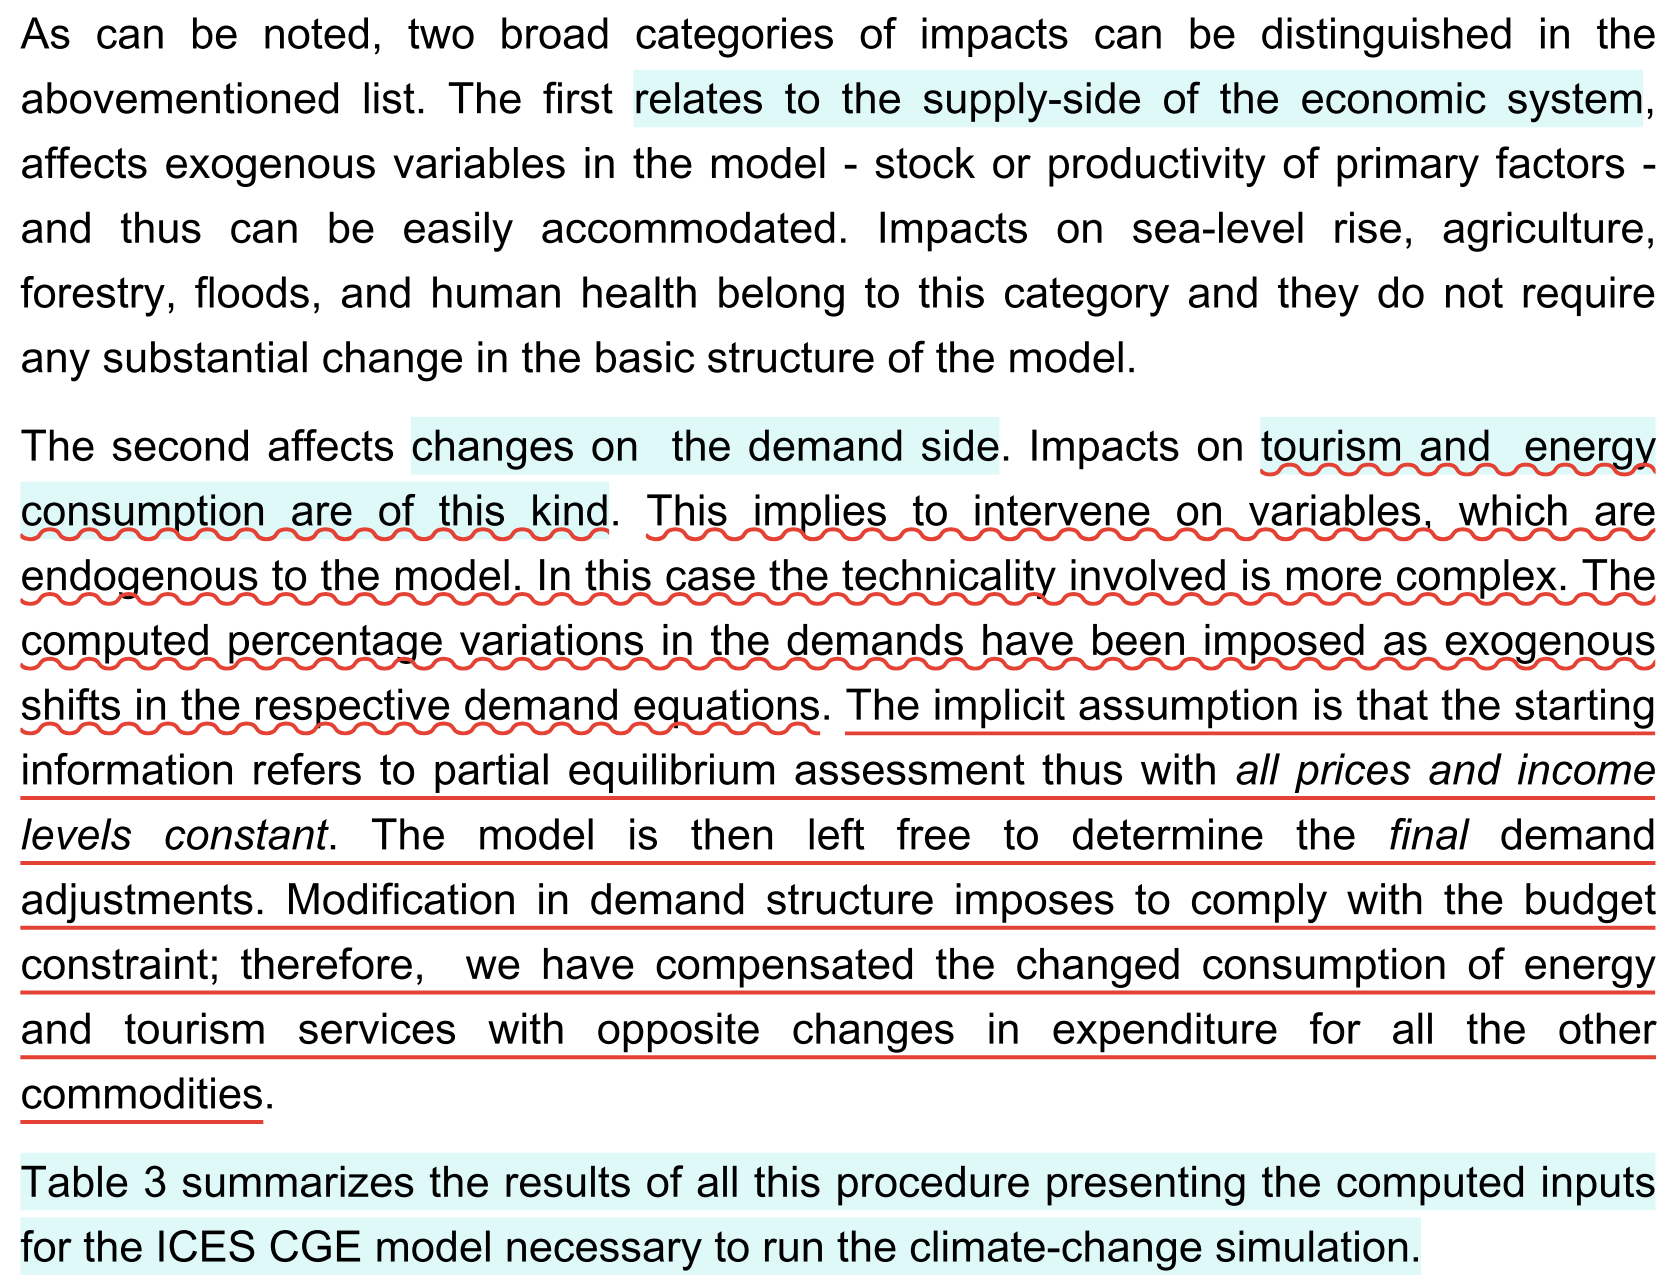 As can be noted, two broad categories of impacts can be distinguished in the
abovementioned list. The first relates to the supply-side of the economic system,
affects exogenous variables in the model - stock or productivity of primary factors -
and thus can be easily accommodated. Impacts on sea-level rise, agriculture,
forestry, floods, and human health belong to this category and they do not require
any substantial change in the basic structure of the model.
The second affects changes on the demand side. Impacts on tourism and energy
consumption are of this kind. This implies to intervene on variables, which are
endogenous to the model. In this case the technicality involved is more complex. The
computed percentage variations in the demands have been imposed as exogenous
shifts in the respective demand equations. The implicit assumption is that the starting
information refers to partial equilibrium assessment thus with all prices and income
levels constant. The model is then left free to determine the final demand
adjustments. Modification in demand structure imposes to comply with the budget
constraint; therefore, we have compensated the changed consumption of energy
and tourism services with opposite changes in expenditure for all the other
commodities.
Table 3 summarizes the results of all this procedure presenting the computed inputs
for the ICES CGE model necessary to run the climate-change simulation.